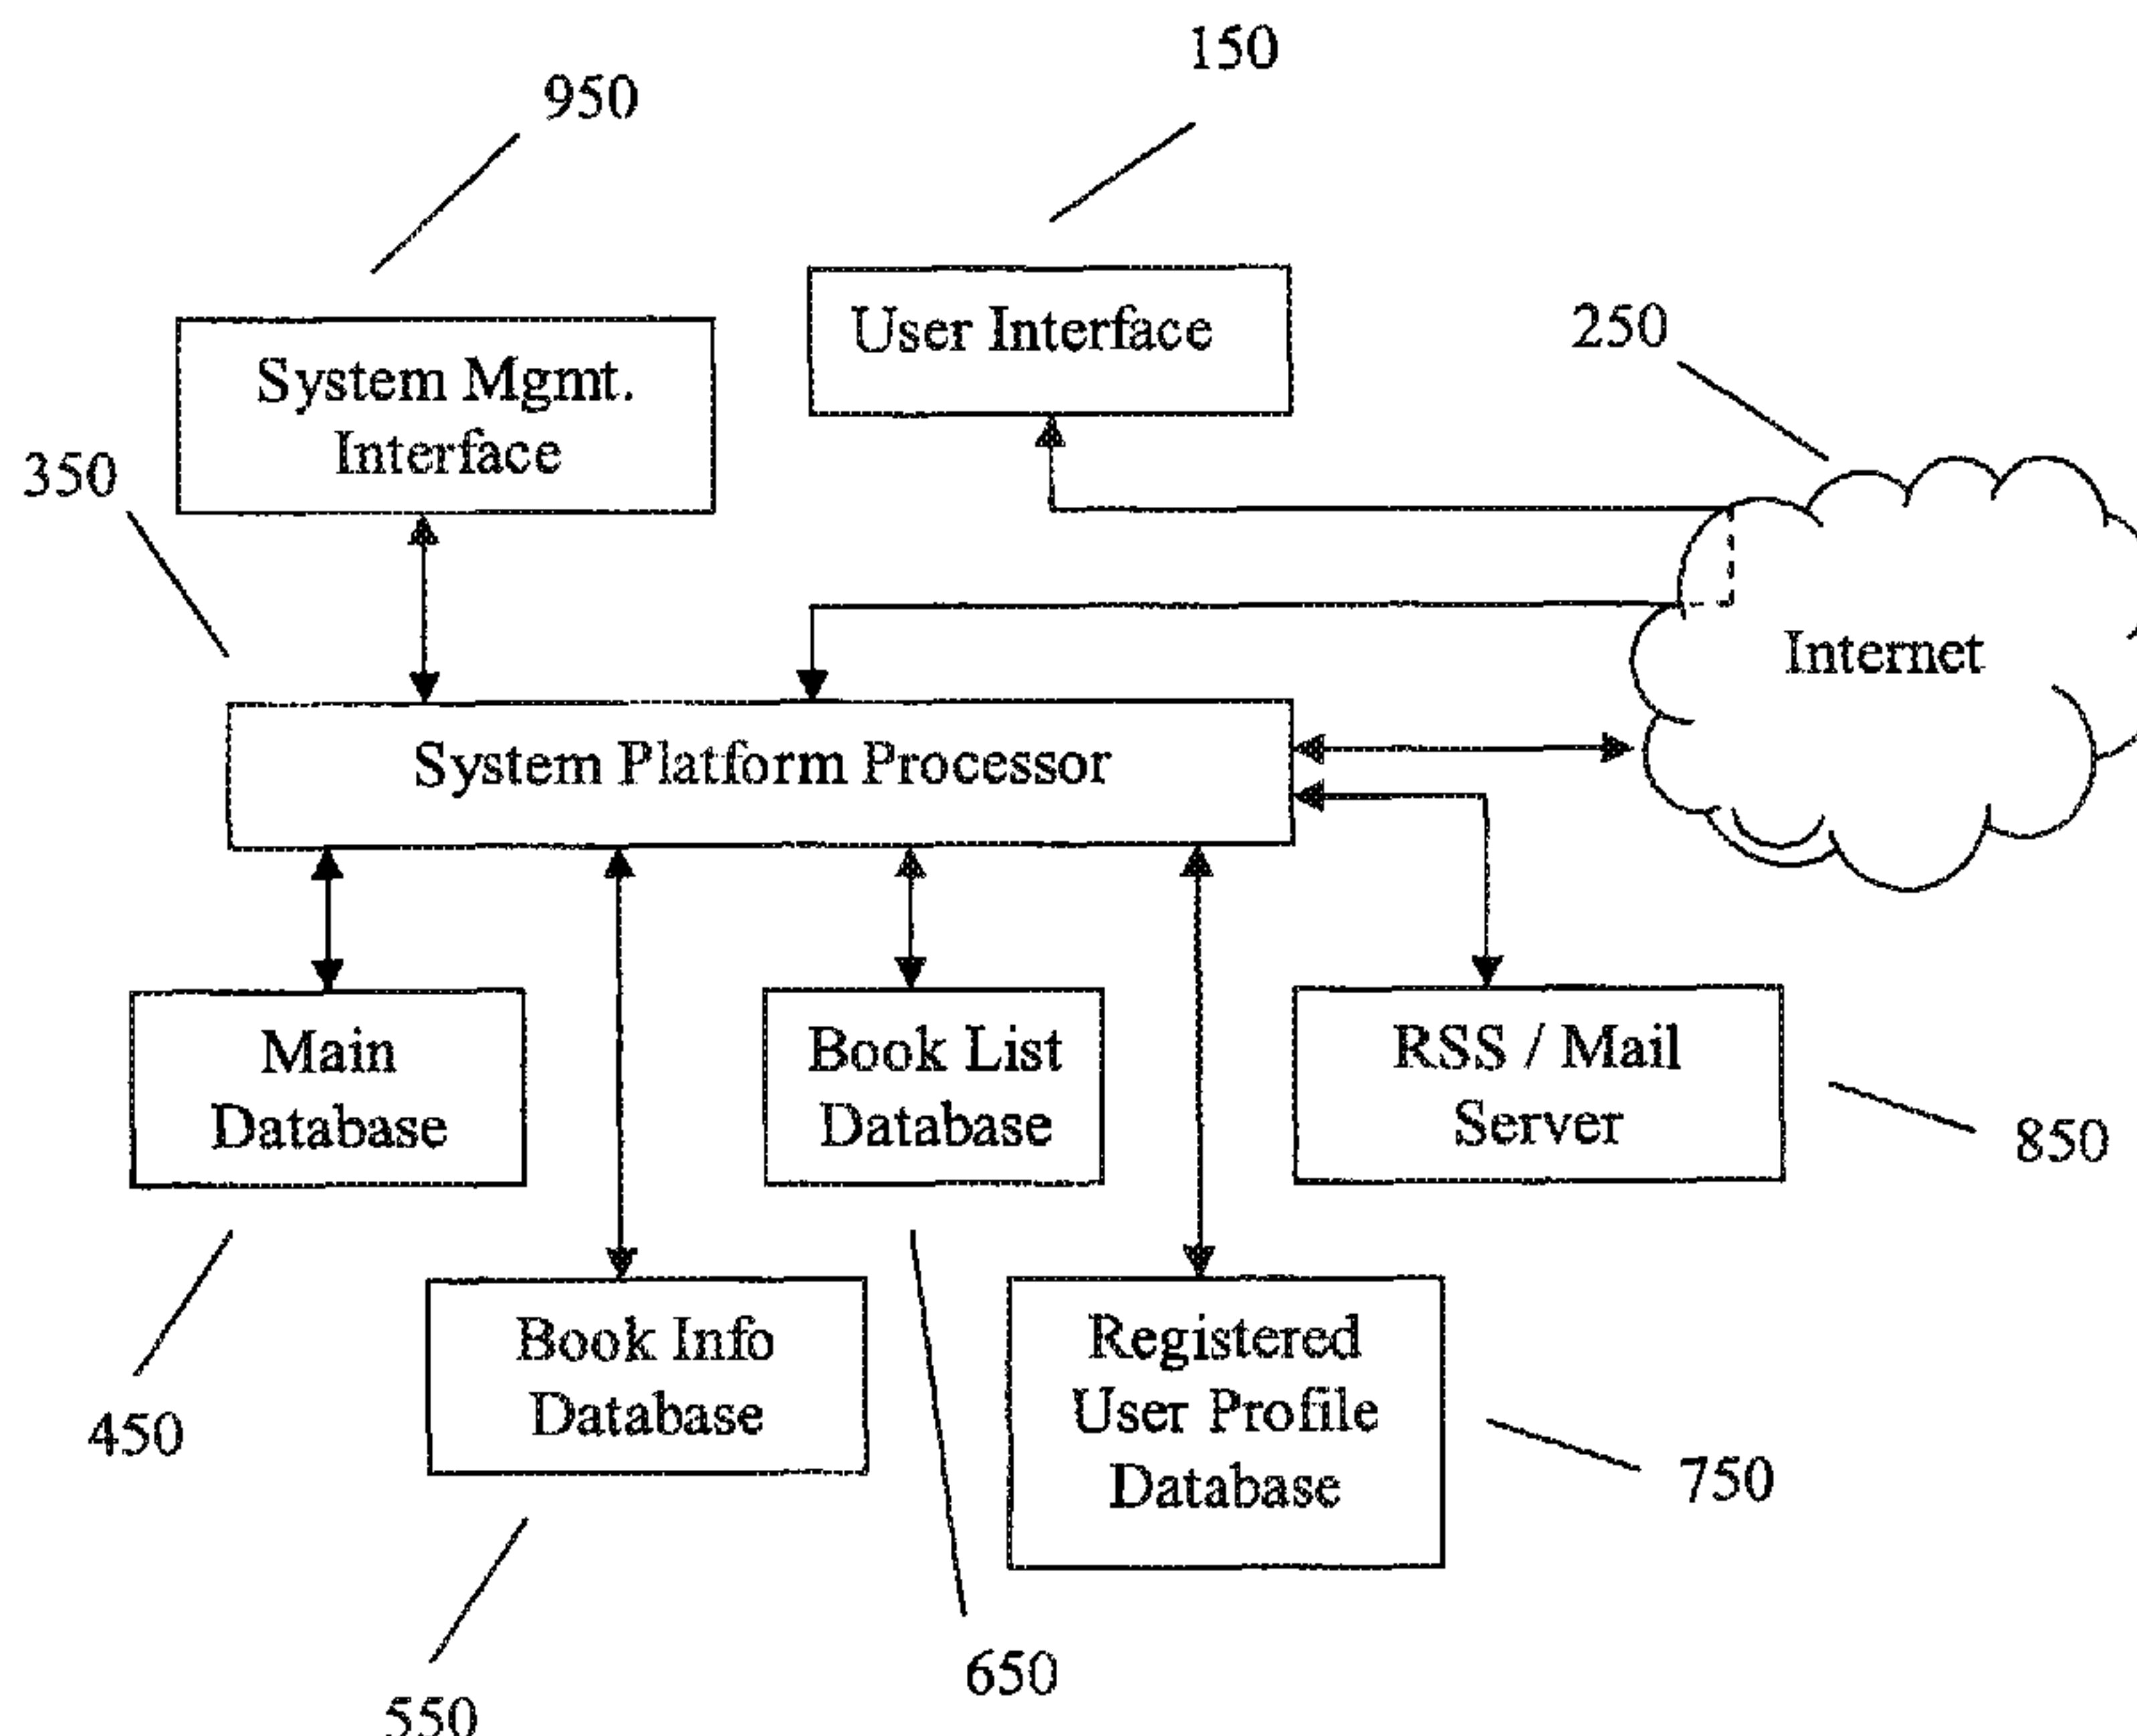 150
950
User Interface
250
System Mgmt.
Interface
350
Internet
System Platform Processor
Main
Database
Book List
Database
RSS / Mail
Server
850
Book Info
Database
Registered
User Profile
Database
450
750
650
550